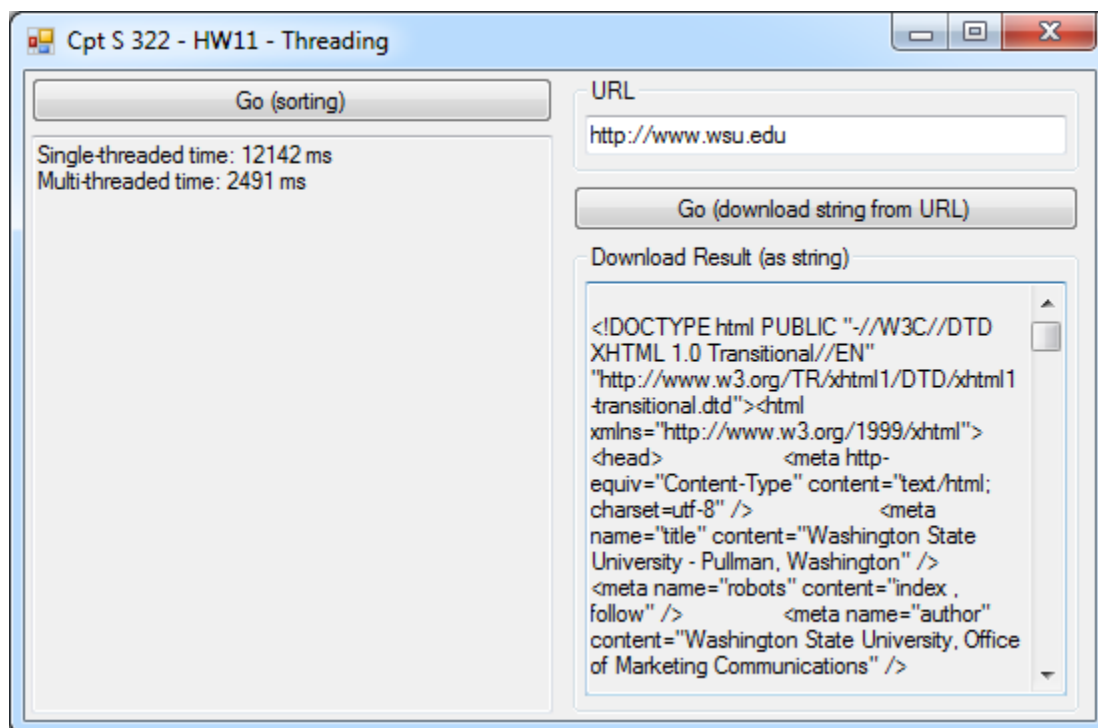 Cpt S 322 - HW11 - Threading
Go (sorting)
Single-threaded time: 12142 ms
Multi-threaded time: 2491 ms
URL
http://www.wsu.edu
Go (download string from URL)
Download Result (as string)
<!DOCTYPE html PUBLIC "-//W3C//DTD
XHTML 1.0 Transitional//EN"
"http://www.w3.org/TR/xhtml1/DTD/xhtml1
-transitional.dtd"><html
xmlns="http://www.w3.org/1999/xhtml">
<head> <meta http-
equiv="Content-Type" content="text/html;
charset=utf-8" /> <meta
name="title" content="Washington State
University - Pullman, Washington" />
<meta name="robots" content="index ,
follow" /> <meta name="author"
content="Washington State University, Office
of Marketing Communications" />